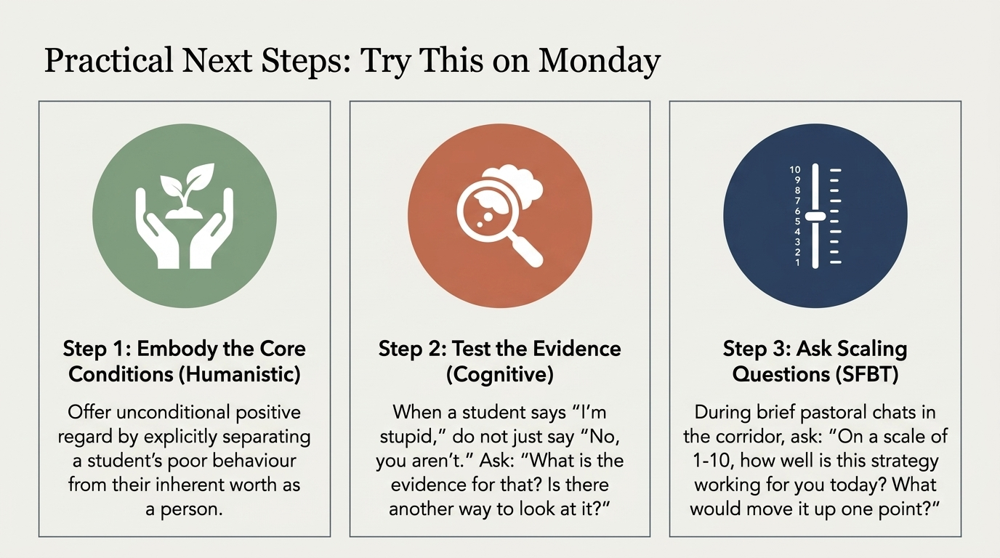 Practical Next Steps: Try This on Monday
Step 1: Embody the Core
Conditions (Humanistic)
Offer unconditional positive
regard by explicitly separating
a student’s poor behaviour
from their inherent worth as
a person.
Step 2: Test the Evidence
(Cognitive)
When a student says “I’m
stupid,” do not just say “No,
you aren’t.” Ask: “What is the
evidence for that? Is there
another way to look at it?”
10
9
8
7
6
5
4
3
2
1
Step 3: Ask Scaling
Questions (SFBT)
During brief pastoral chats in
the corridor, ask: “On a scale of
1-10, how well is this strategy
working for you today? What
would move it up one point?”